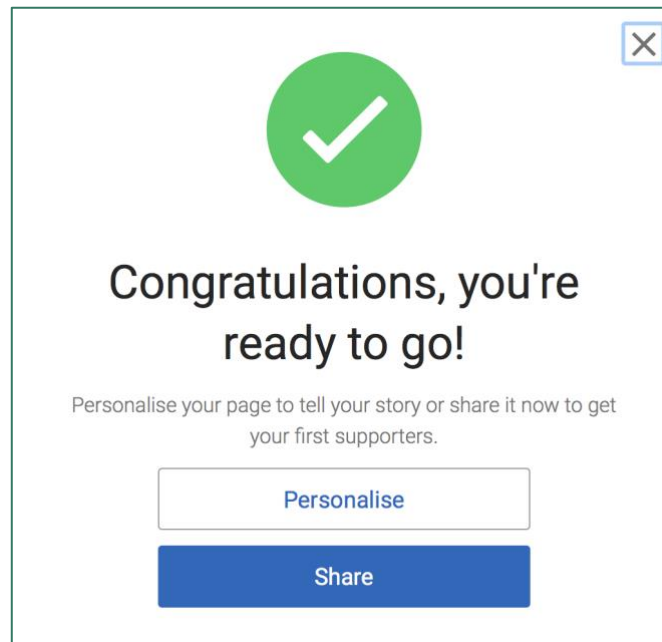 Congratulations, you're
ready to go!
Personalise your page to tell your story or share it now to get
your first supporters.
Personalise
Share